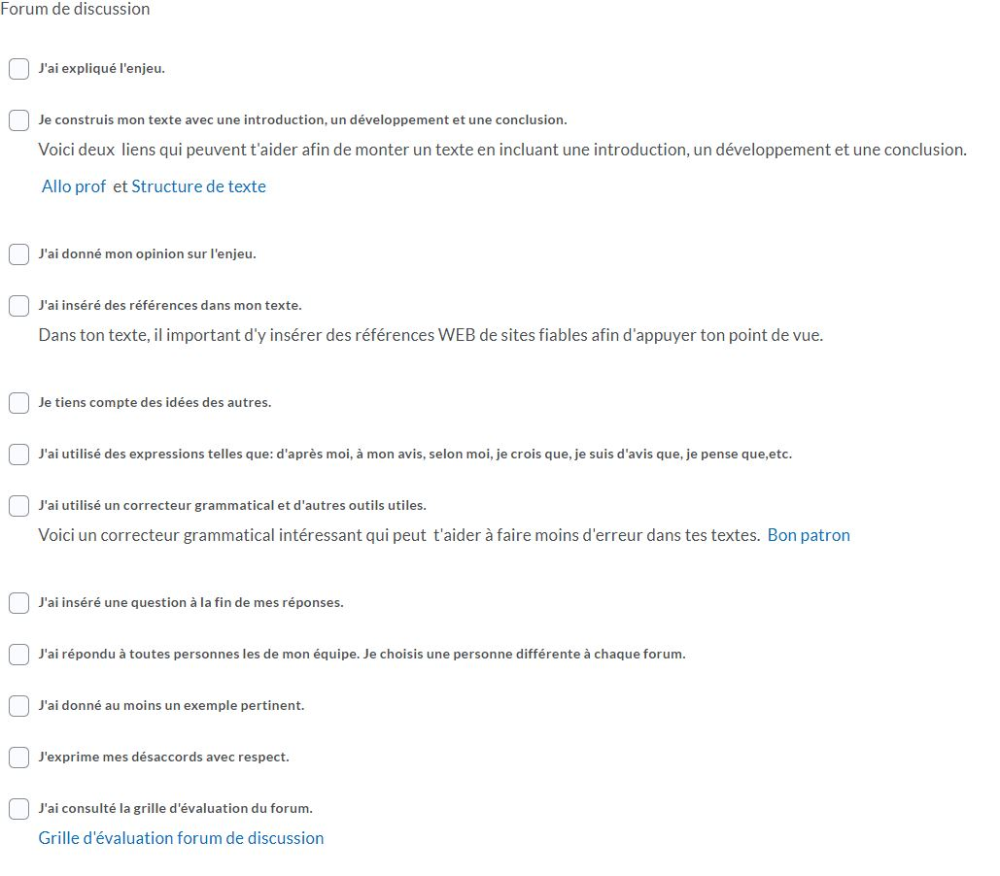 Forum de discussion
J'ai expliqué l'enjeu.
Je construis mon texte avec une introduction, un développement et une conclusion.
Voici deux liens qui peuvent t'aider afin de monter un texte en incluant une introduction, un développement et une conclusion.
Allo prof et Structure de texte
J'ai donné mon opinion sur l'enjeu.
J'ai inséré des références dans mon texte.
Dans ton texte, il important d'y insérer des références WEB de sites fiables afin d'appuyer ton point de vue.
Je tiens compte des idées des autres.
J'ai utilisé des expressions telles que: d'après moi, à mon avis, selon moi, je crois que, je suis d'avis que, je pense que,etc.
J'ai utilisé un correcteur grammatical et d'autres outils utiles.
Voici un correcteur grammatical intéressant qui peut t'aider à faire moins d'erreur dans tes textes. Bon patron
J'ai inséré une question à la fin de mes réponses.
J'ai répondu à toutes personnes les de mon équipe. Je choisis une personne différente à chaque forum.
J'ai donné au moins un exemple pertinent.
J'exprime mes désaccords avec respect.
J'ai consulté la grille d'évaluation du forum.
Grille d'évaluation forum de discussion